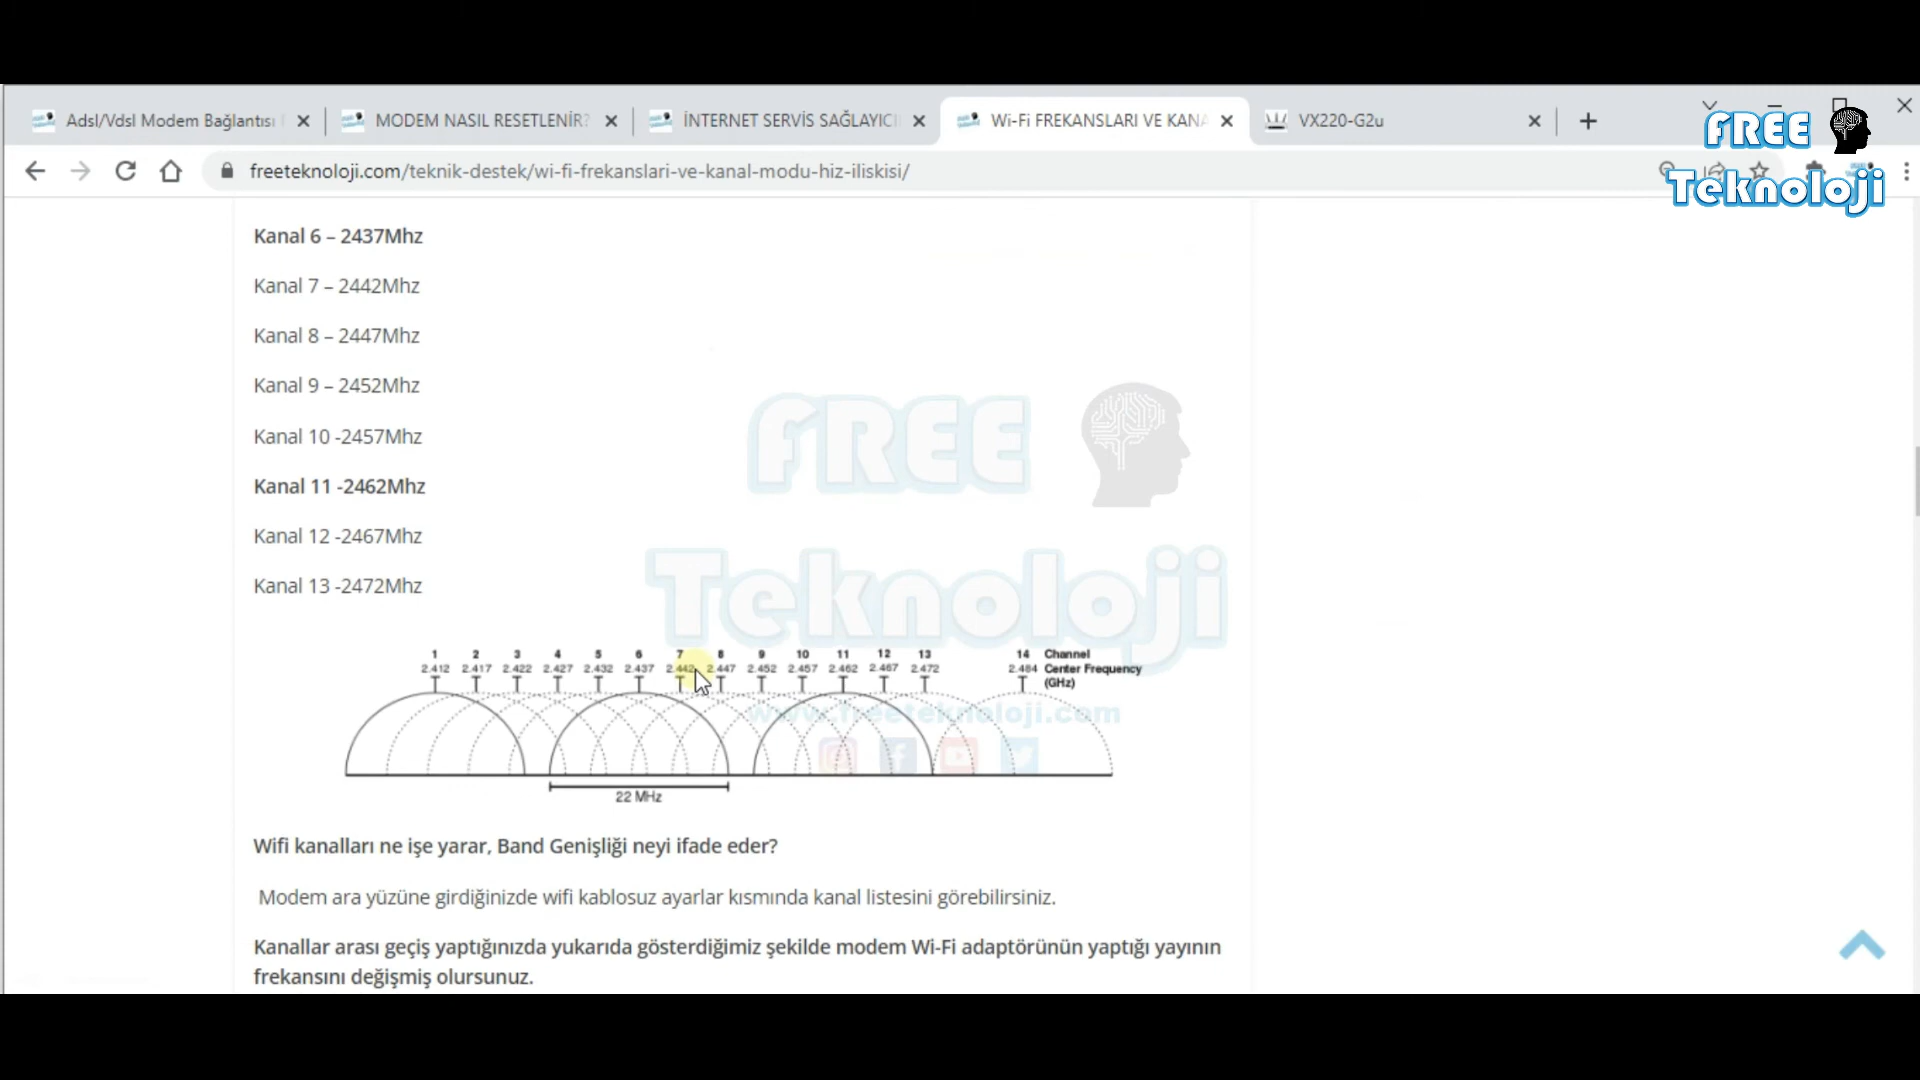 Adsl/Vdsl Modem Bağlantısı
MODEM NASIL RESETLENİR?
İNTERNET SERVİS SAĞLAYICI
Wi-Fi FREKANSLARI VE KANA
VX220-G2u
FREE
Teknoloji
freeteknoloji.com/teknik-destek/wi-fi-frekanslari-ve-kanal-modu-hiz-iliskisi/
Kanal 6 – 2437Mhz
Kanal 7 – 2442Mhz
Kanal 8 – 2447Mhz
Kanal 9 – 2452Mhz
Kanal 10 -2457Mhz
Kanal 11 -2462Mhz
Kanal 12 -2467Mhz
Kanal 13 -2472Mhz
FREE
Teknoloji
1 2 3 4 5 6 7 8 9 10 11 12 13 14 Channel
2.412 2.417 2.422 2.427 2.432 2.437 2.442 2.447 2.452 2.457 2.462 2.467 2.472 2.484 Center Frequency
(GHz)
www.freeteknoloji.com
22 MHz
Wifi kanalları ne işe yarar, Band Genişliği neyi ifade eder?
Modem ara yüzüne girdiğinizde wifi kablosuz ayarlar kısmında kanal listesini görebilirsiniz.
Kanallar arası geçiş yaptığınızda yukarıda gösterdiğimiz şekilde modem Wi-Fi adaptörünün yaptığı yayının
frekansını değişmiş olursunuz.